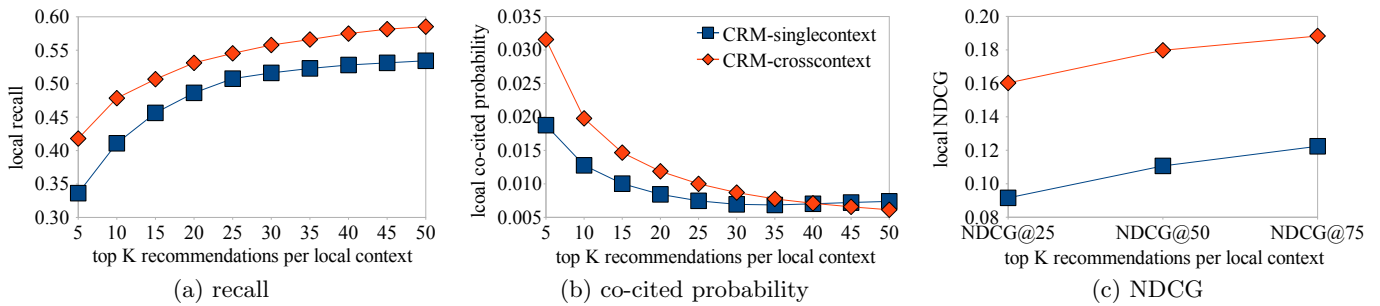 0.60
0.55
0.50
0.45
0.40
0.35
0.30
local recall
5 10 15 20 25 30 35 40 45 50
top K recommendations per local context
(a) recall
0.035
0.030
0.025
0.020
0.015
0.010
0.005
lcoal co-cited probability
CRM-singlecontext
CRM-crosscontext
5 10 15 20 25 30 35 40 45 50
top K recommendations per local context
(b) co-cited probability
0.20
0.18
0.16
0.14
0.12
0.10
0.08
local NDCG
NDCG@25 NDCG@50 NDCG@75
top K recommendations per local context
(c) NDCG